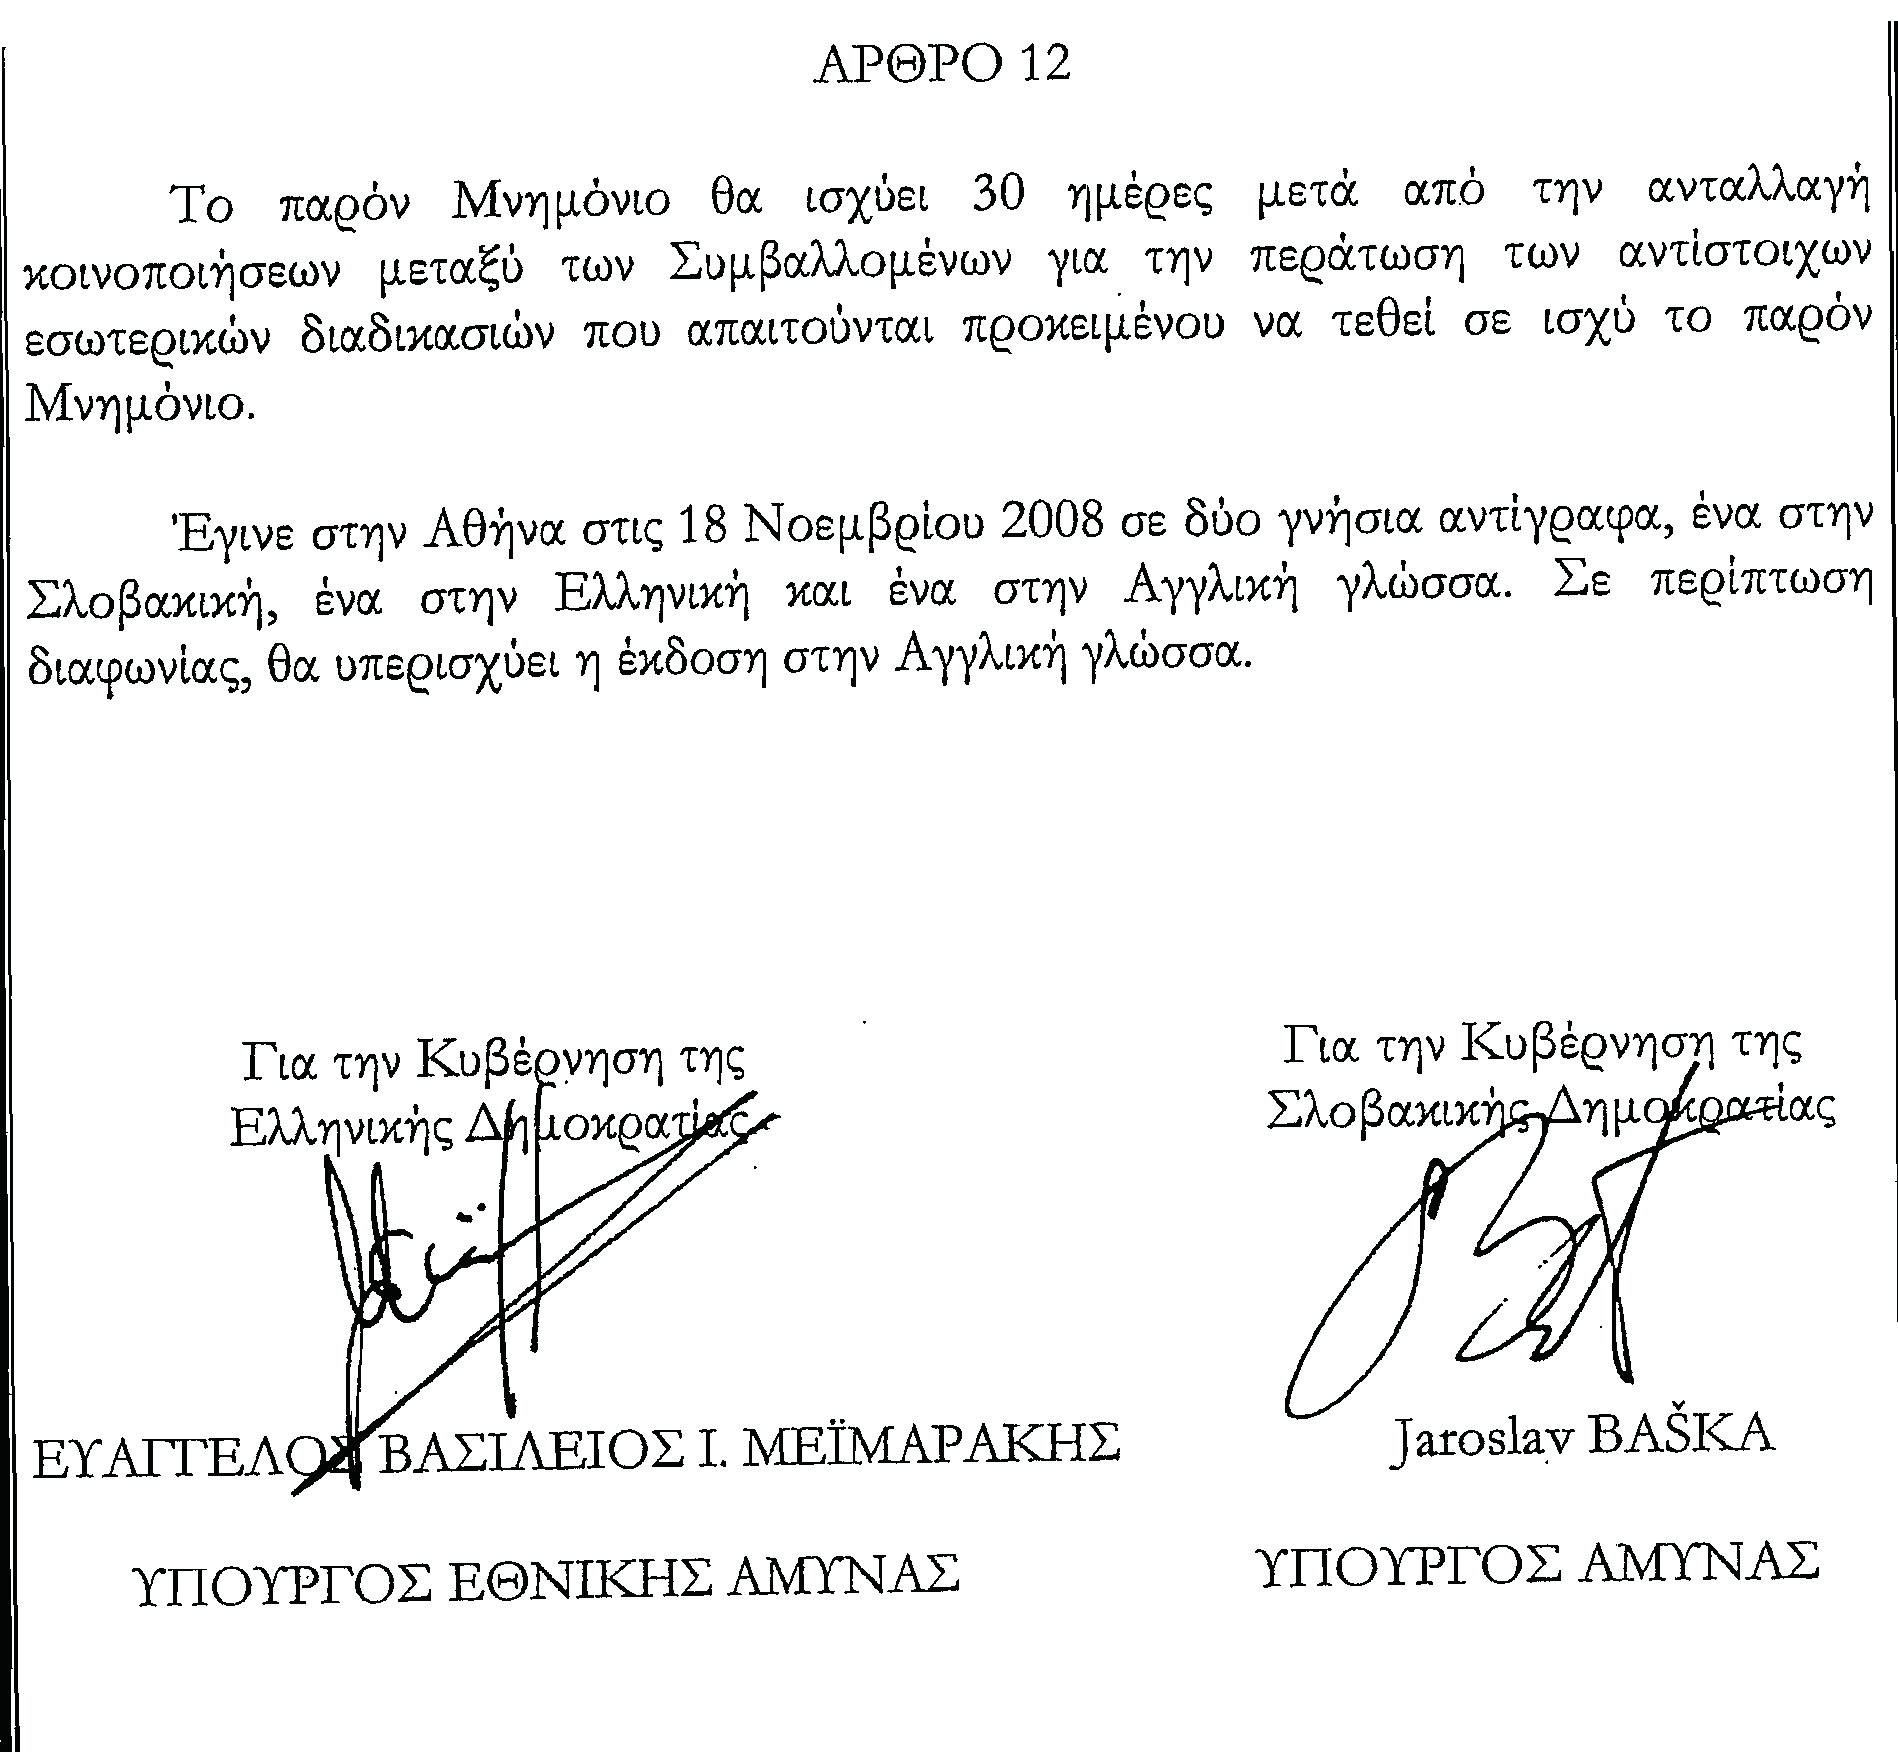 ΑΡΘΡΟ 12
Το παρόν Μνημόνιο θα ισχύει 30 ημέρες μετά από την ανταλλαγή
κοινοποιήσεων μεταξύ των Συμβαλλομένων για την περάτωση των αντίστοιχων
εσωτερικών διαδικασιών που απαιτούνται προκειμένου να τεθεί σε ισχύ το παρόν
Μνημόνιο.
Έγινε στην Αθήνα στις 18 Νοεμβρίου 2008 σε δύο γνήσια αντίγραφα, ένα στην
Σλοβακική, ένα στην Ελληνική και ένα στην Αγγλική γλώσσα. Σε περίπτωση
διαφωνίας, θα υπερισχύει η έκδοση στην Αγγλική γλώσσα.
Για την Κυβέρνηση της
Ελληνικής Δημοκρατίας
ΕΥΑΓΓΕΛΟΣ ΒΑΣΙΛΕΙΟΣ Ι. ΜΕΪΜΑΡΑΚΗΣ
ΥΠΟΥΡΓΟΣ ΕΘΝΙΚΗΣ ΑΜΥΝΑΣ
Για την Κυβέρνηση της
Σλοβακικής Δημοκρατίας
Jaroslav BAŠKA
ΥΠΟΥΡΓΟΣ ΑΜΥΝΑΣ